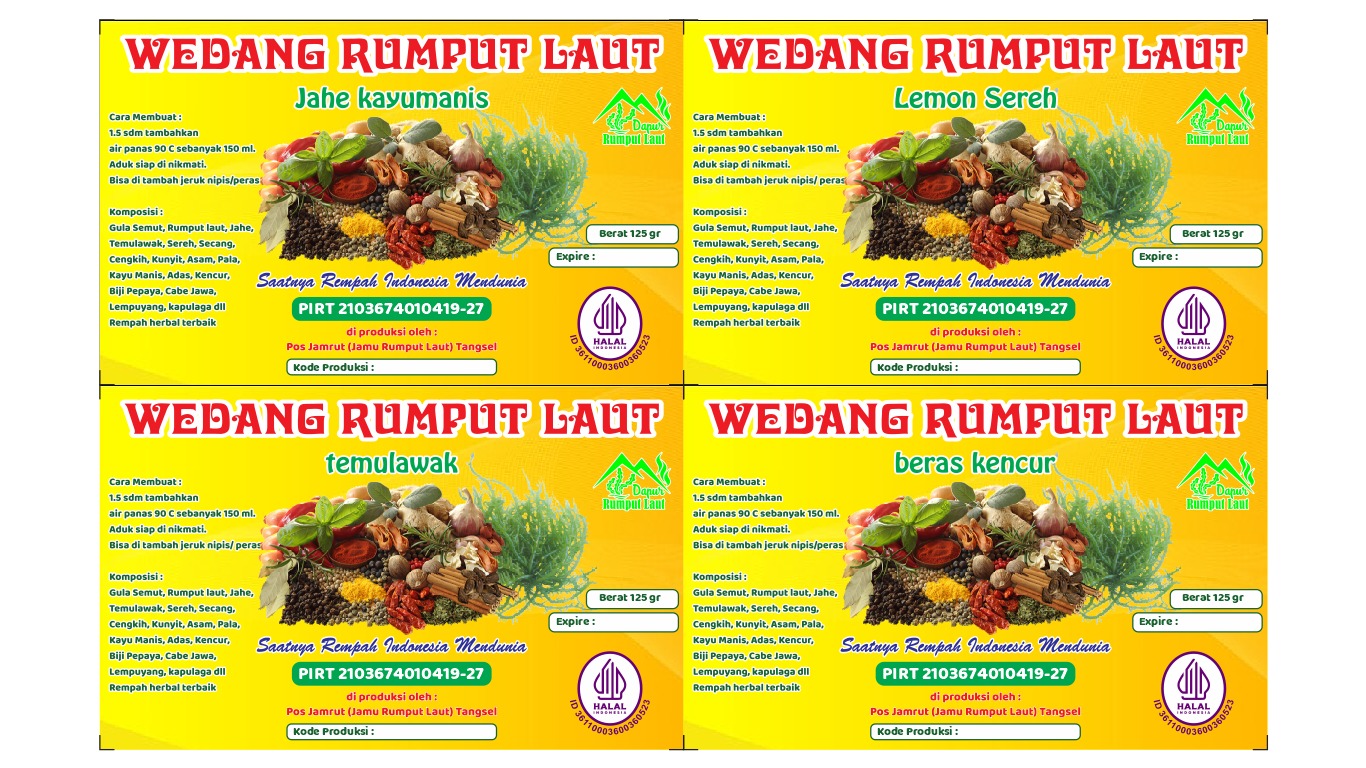 WEDANG RUMPUT LAUT
Jahe kayumanis
Cara Membuat :
1.5 sdm tambahkan
air panas 90 C sebanyak 150 ml.
Aduk siap di nikmati.
Bisa di tambah jeruk nipis/peras
Komposisi :
Gula Semut, Rumput laut, Jahe,
Temulawak, Sereh, Secang,
Cengkih, Kunyit, Asam, Pala,
Kayu Manis, Adas, Kencur,
Biji Pepaya, Cabe Jawa,
Lempuyang, kapulaga dll
Rempah herbal terbaik
Dapur
Rumput Laut
Berat 125 gr
Expire :
Saatnya Rempah Indonesia Mendunia
PIRT 2103674010419-27
di produksi oleh :
Pos Jamrut (Jamu Rumput Laut) Tangsel
Kode Produksi :
HALAL
INDONESIA
ID 36110003600360523
WEDANG RUMPUT LAUT
Lemon Sereh
Cara Membuat :
1.5 sdm tambahkan
air panas 90 C sebanyak 150 ml.
Aduk siap di nikmati.
Bisa di tambah jeruk nipis/ peras
Komposisi :
Gula Semut, Rumput laut, Jahe,
Temulawak, Sereh, Secang,
Cengkih, Kunyit, Asam, Pala,
Kayu Manis, Adas, Kencur,
Biji Pepaya, Cabe Jawa,
Lempuyang, kapulaga dll
Rempah herbal terbaik
Dapur
Rumput Laut
Berat 125 gr
Expire :
Saatnya Rempah Indonesia Mendunia
PIRT 2103674010419-27
di produksi oleh :
Pos Jamrut (Jamu Rumput Laut) Tangsel
Kode Produksi :
HALAL
INDONESIA
ID 36110003600360523
WEDANG RUMPUT LAUT
temulawak
Cara Membuat :
1.5 sdm tambahkan
air panas 90 C sebanyak 150 ml.
Aduk siap di nikmati.
Bisa di tambah jeruk nipis/ peras
Komposisi :
Gula Semut, Rumput laut, Jahe,
Temulawak, Sereh, Secang,
Cengkih, Kunyit, Asam, Pala,
Kayu Manis, Adas, Kencur,
Biji Pepaya, Cabe Jawa,
Lempuyang, kapulaga dll
Rempah herbal terbaik
Dapur
Rumput Laut
Berat 125 gr
Expire :
Saatnya Rempah Indonesia Mendunia
PIRT 2103674010419-27
di produksi oleh :
Pos Jamrut (Jamu Rumput Laut) Tangsel
Kode Produksi :
HALAL
INDONESIA
ID 36110003600360523
WEDANG RUMPUT LAUT
beras kencur
Cara Membuat :
1.5 sdm tambahkan
air panas 90 C sebanyak 150 ml.
Aduk siap di nikmati.
Bisa di tambah jeruk nipis/peras
Komposisi :
Gula Semut, Rumput laut, Jahe,
Temulawak, Sereh, Secang,
Cengkih, Kunyit, Asam, Pala,
Kayu Manis, Adas, Kencur,
Biji Pepaya, Cabe Jawa,
Lempuyang, kapulaga dll
Rempah herbal terbaik
Dapur
Rumput Laut
Berat 125 gr
Expire :
Saatnya Rempah Indonesia Mendunia
PIRT 2103674010419-27
di produksi oleh :
Pos Jamrut (Jamu Rumput Laut) Tangsel
Kode Produksi :
HALAL
INDONESIA
ID 36110003600360523